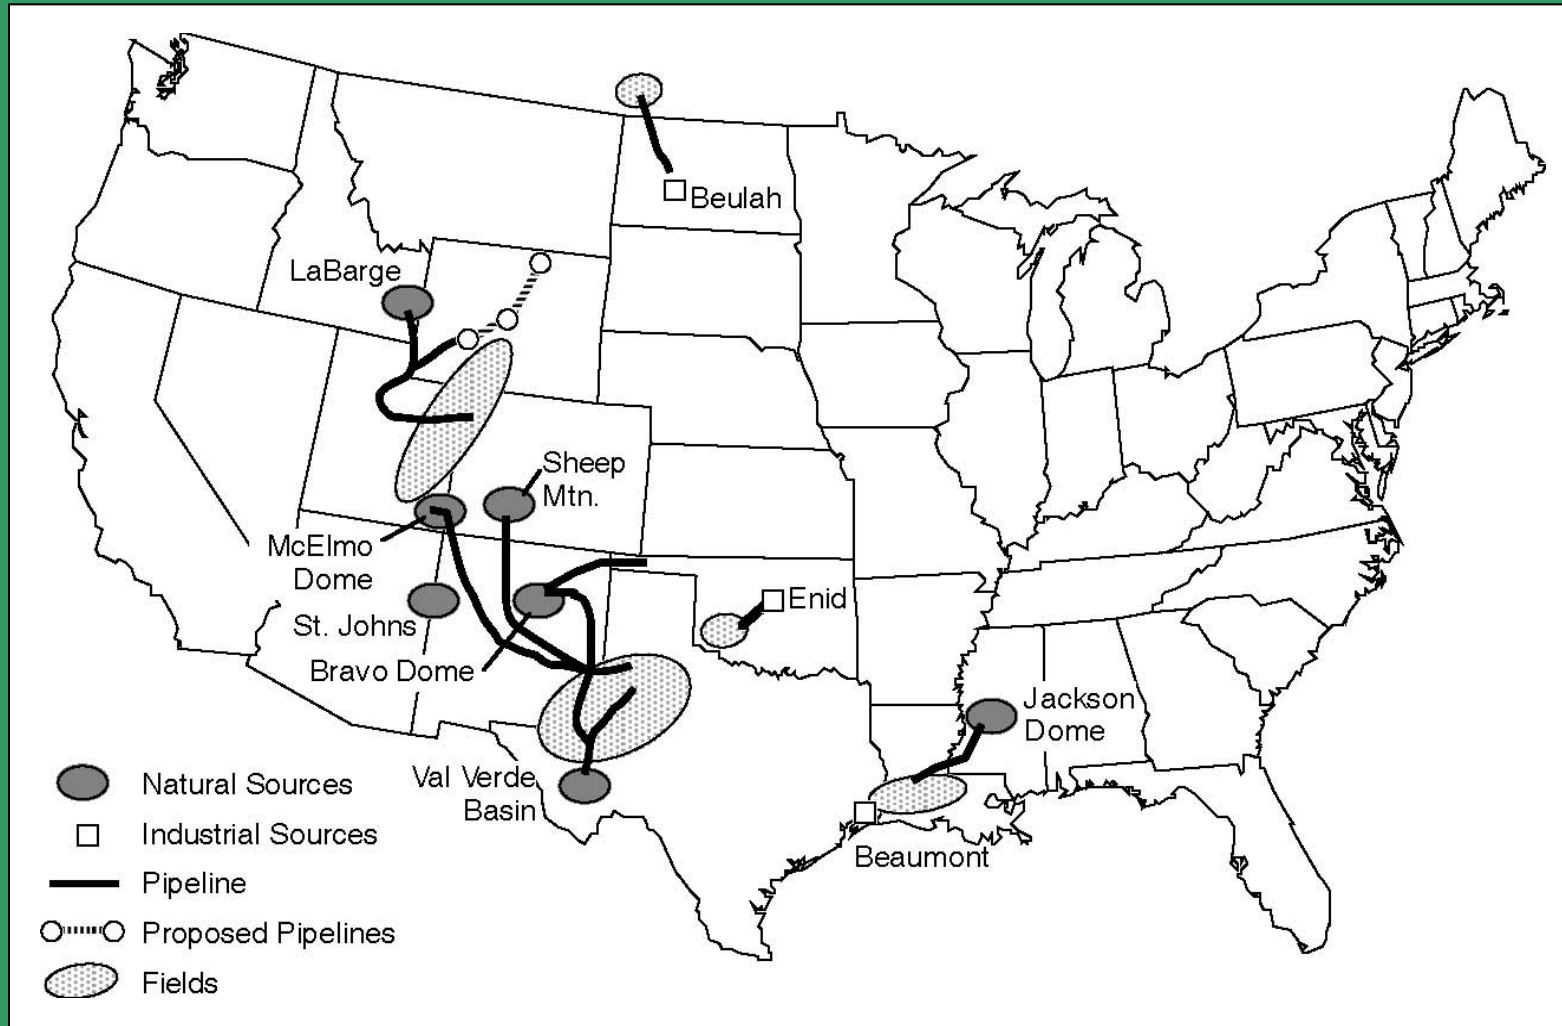 Beulah
LaBarge
Sheep
Mtn.
McElmo
Dome
Enid
St. Johns
Bravo Dome
Jackson
Dome
Val Verde
Basin
Beaumont
Natural Sources
Industrial Sources
Pipeline
Proposed Pipelines
Fields